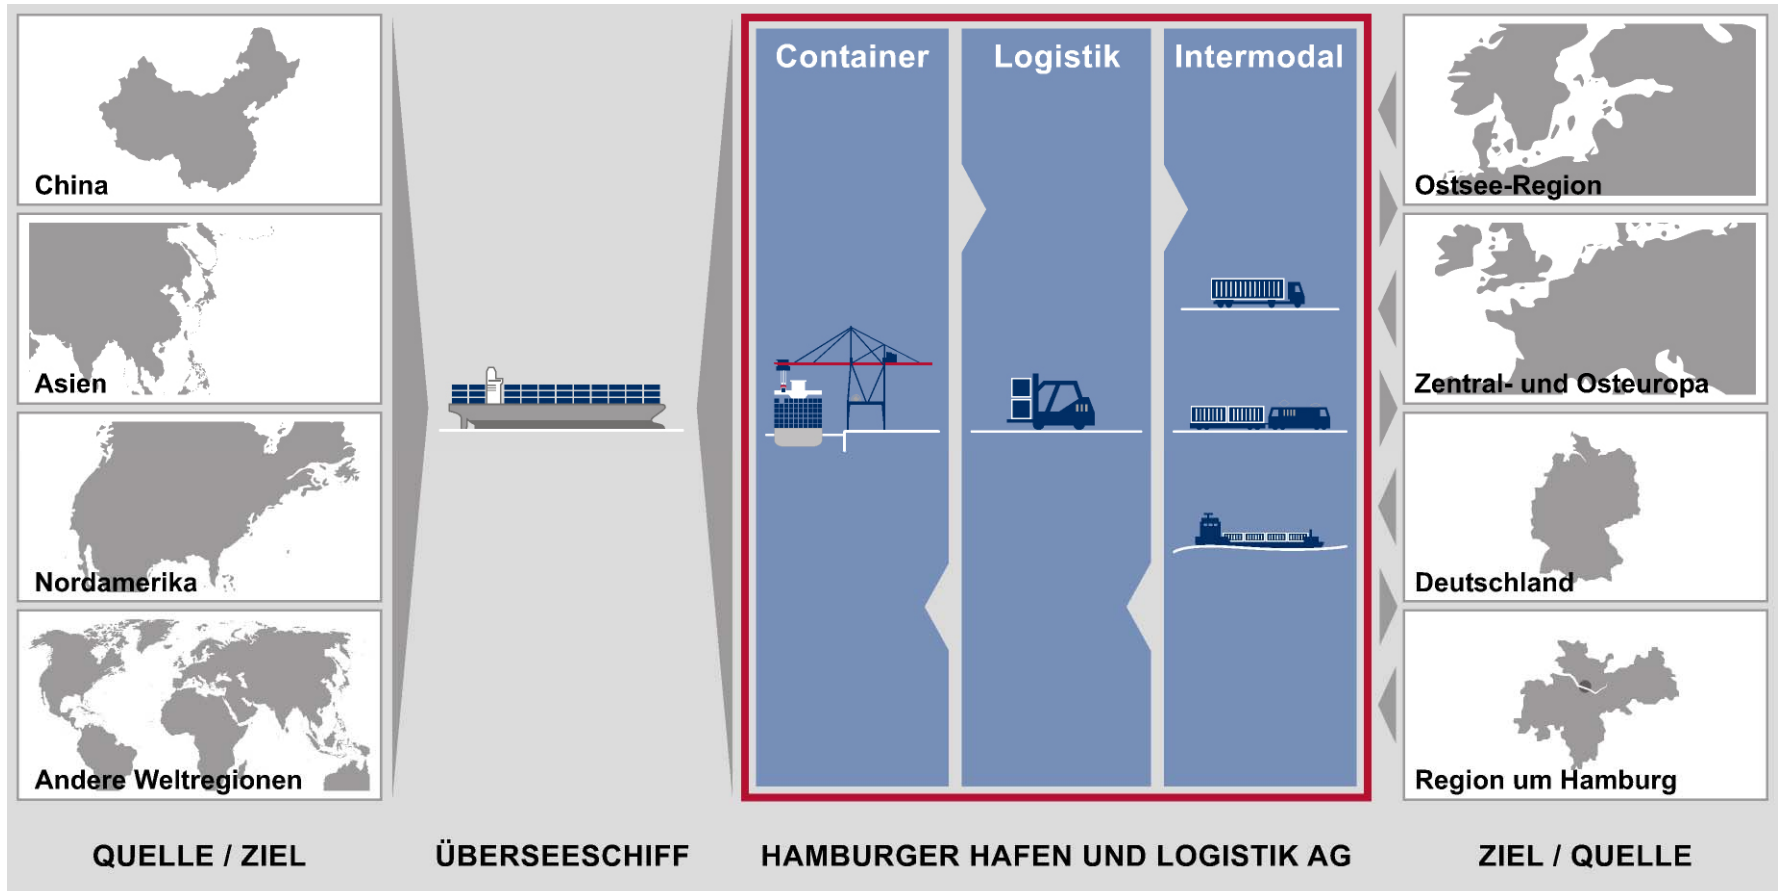 Container
Logistik
Intermodal
China
Asien
Nordamerika
Andere Weltregionen
Ostsee-Region
Zentral- und Osteuropa
Deutschland
Region um Hamburg
QUELLE / ZIEL
ÜBERSEESCHIFF
HAMBURGER HAFEN UND LOGISTIK AG
ZIEL / QUELLE